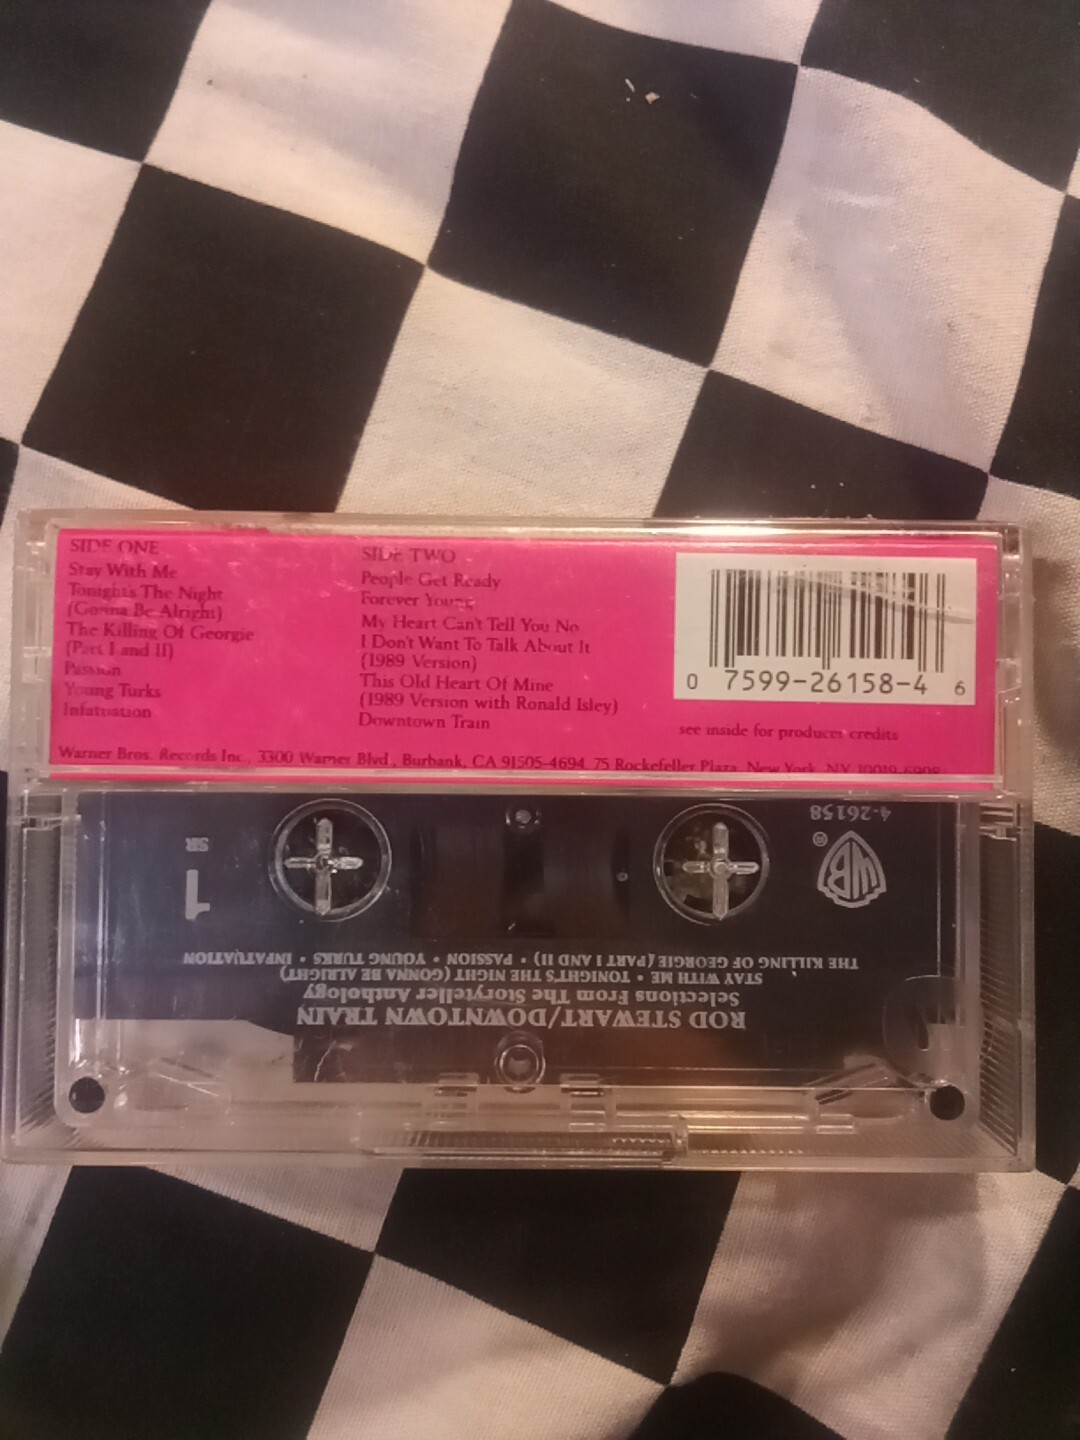 SIDE ONE
Stay With Me
Tonights The Night
(Gonna Be Alright)
The Killing Of Georgie
(Part I and II)
Passion
Young Turks
Infatuation
SIDE TWO
People Get Ready
Forever Young
My Heart Can't Tell You No
I Don't Want To Talk About It
(1989 Version)
This Old Heart Of Mine
(1989 Version with Ronald Isley)
Downtown Train
0 7599-26158-4 6
see inside for producer credits
Warner Bros. Records Inc., 3300 Warner Blvd., Burbank, CA 91505-4694 75 Rockefeller Plaza, New York, NY 10019-6908
ROD STEWART/DOWNTOWN TRAIN
Selections From The Storyteller Anthology
STAY WITH ME • TONIGHT'S THE NIGHT (GONNA BE ALRIGHT)
THE KILLING OF GEORGIE (PART I AND II) • PASSION • YOUNG TURKS • INFATUATION
WB®
1
SR
4-26158